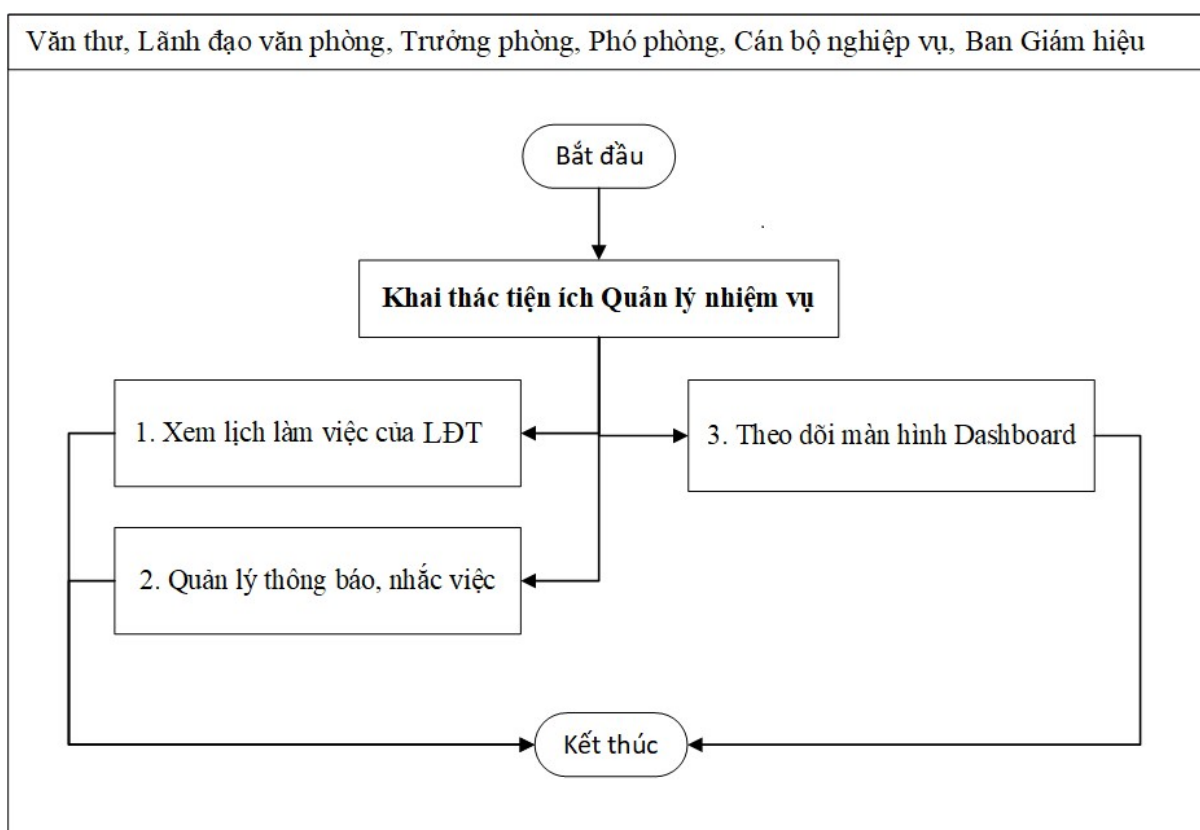 Văn thư, Lãnh đạo văn phòng, Trưởng phòng, Phó phòng, Cán bộ nghiệp vụ, Ban Giám hiệu
Bắt đầu
Khai thác tiện ích Quản lý nhiệm vụ
1. Xem lịch làm việc của LĐT
3. Theo dõi màn hình Dashboard
2. Quản lý thông báo, nhắc việc
Kết thúc